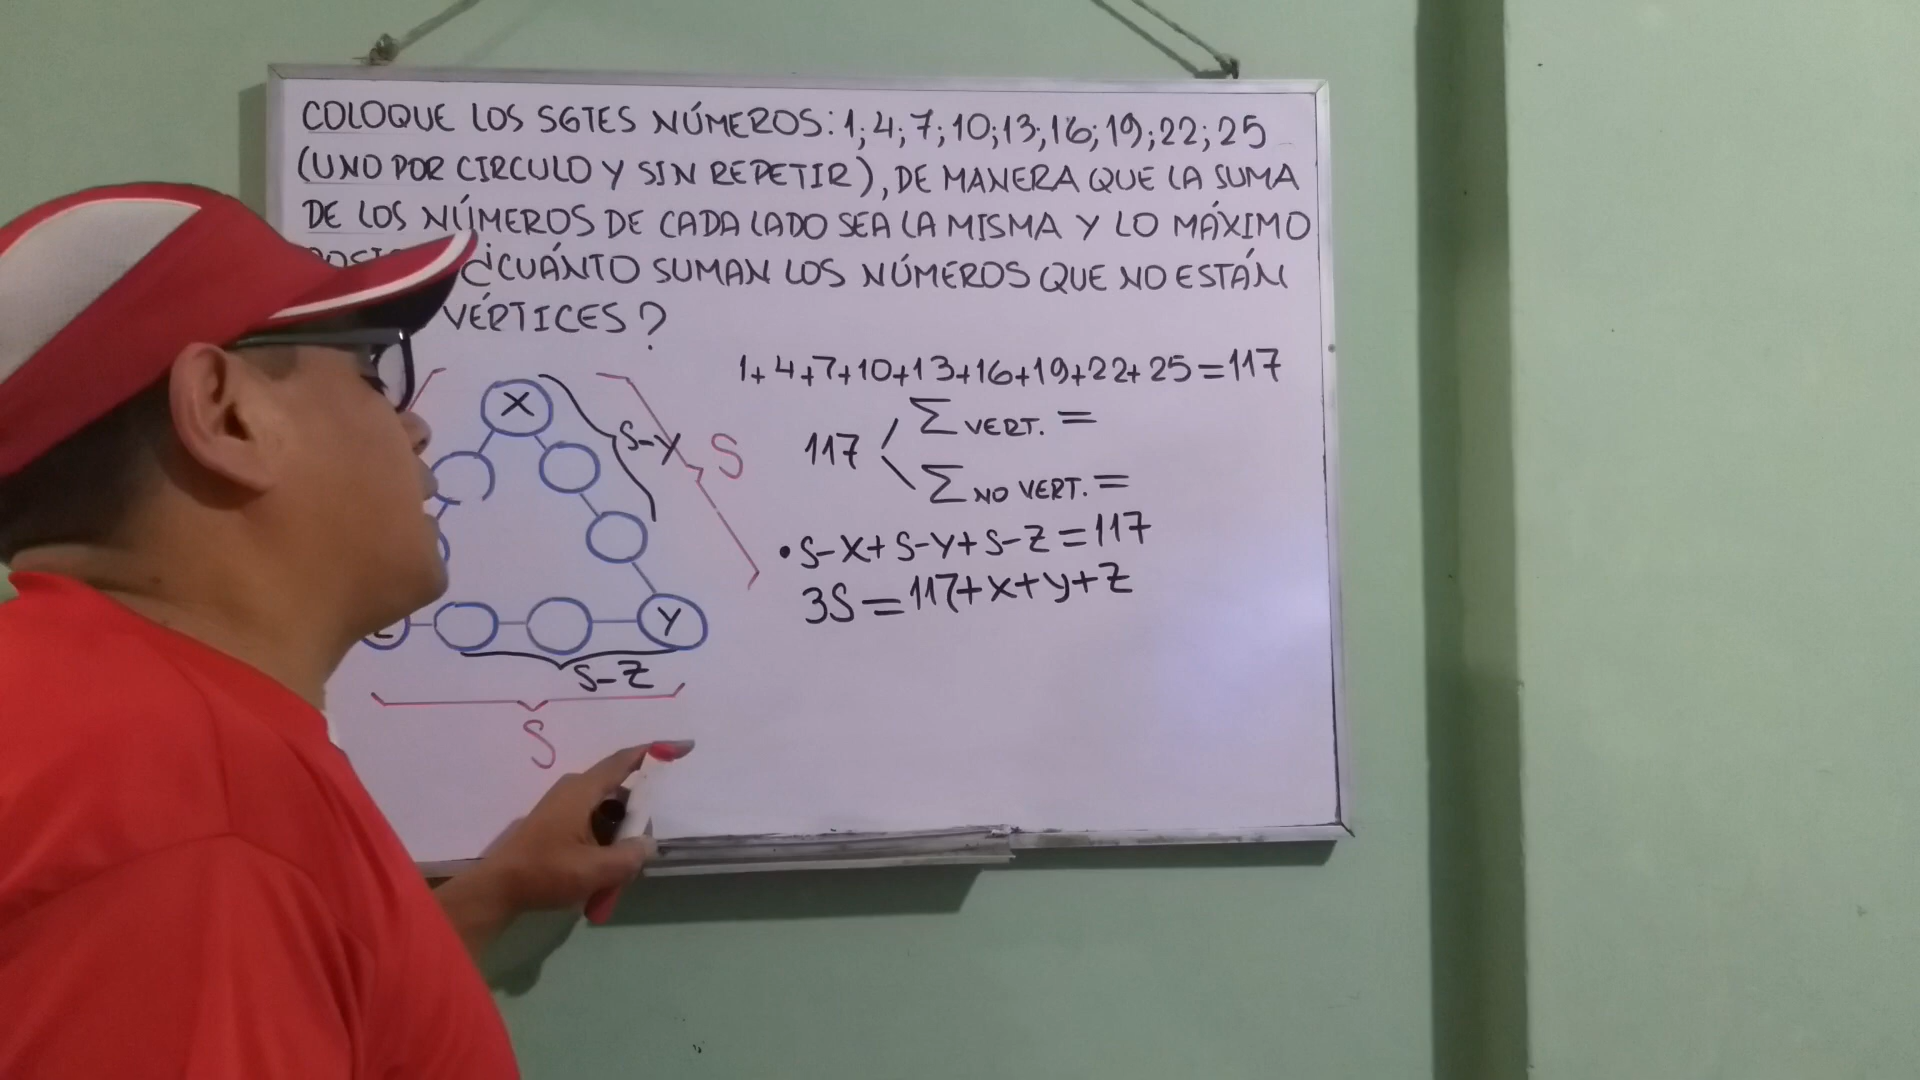 COLOQUE LOS SGTES NÚMEROS: 1; 4; 7; 10; 13; 16; 19; 22; 25
(UNO POR CIRCULO Y SIN REPETIR), DE MANERA QUE LA SUMA
DE LOS NÚMEROS DE CADA LADO SEA LA MISMA Y LO MÁXIMO
¿CUÁNTO SUMAN LOS NÚMEROS QUE NO ESTÁN
VÉRTICES?
1+4+7+10+13+16+19+22+25=117
X
S-Y
S
117
Σ VERT. =
Σ NO VERT. =
• S-X+S-Y+S-Z=117
3S=117+X+Y+Z
Y
S-Z
S